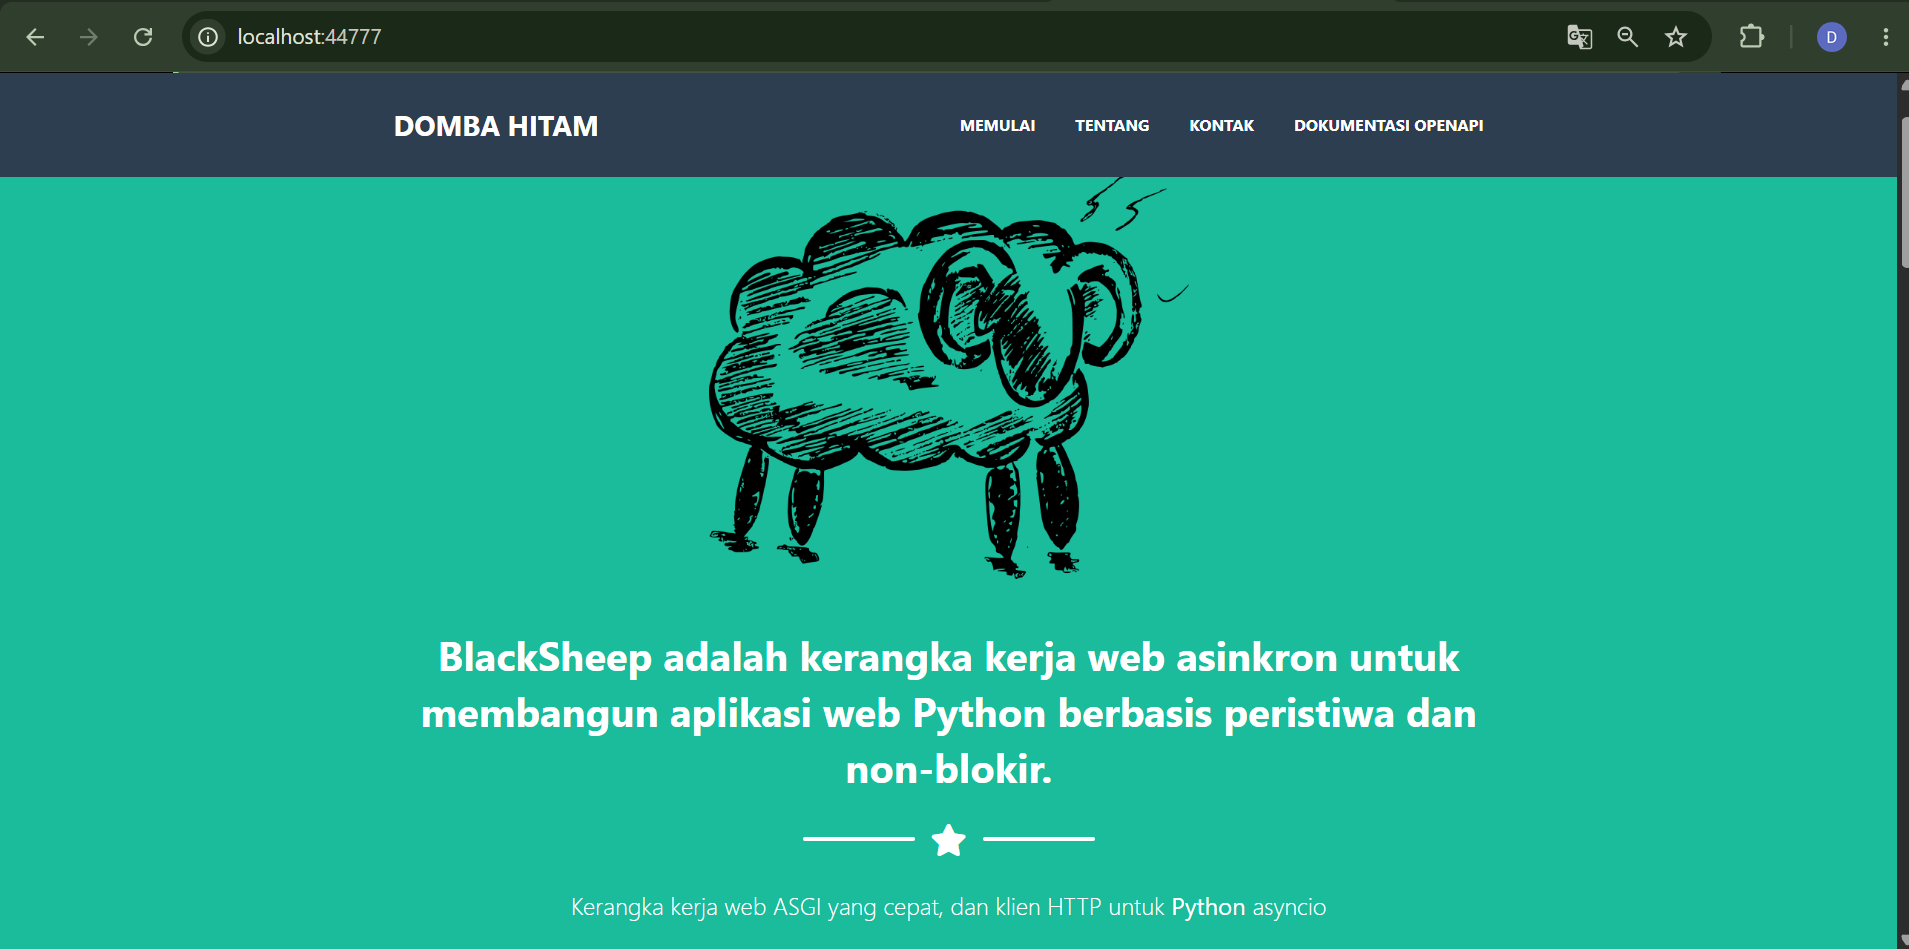 localhost:44777
D
DOMBA HITAM
MEMULAI
TENTANG
KONTAK
DOKUMENTASI OPENAPI
BlackSheep adalah kerangka kerja web asinkron untuk
membangun aplikasi web Python berbasis peristiwa dan
non-blokir.
Kerangka kerja web ASGI yang cepat, dan klien HTTP untuk Python asyncio